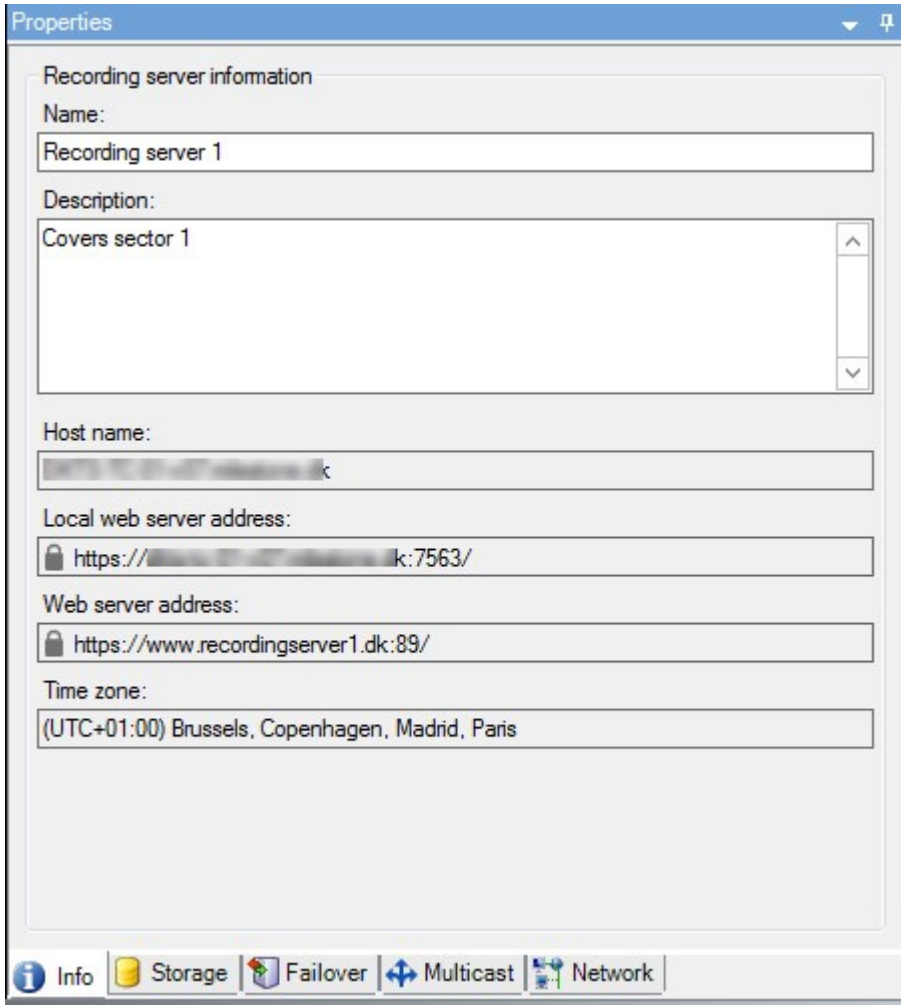 Properties
Recording server information
Name:
Recording server 1
Description:
Covers sector 1
Host name:
Local web server address:
https:// k:7563/
Web server address:
https://www.recordingserver1.dk:89/
Time zone:
(UTC+01:00) Brussels, Copenhagen, Madrid, Paris
Info Storage Failover Multicast Network